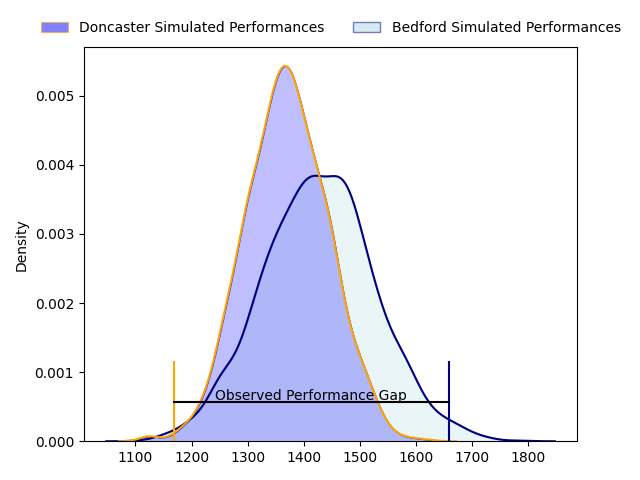 Doncaster Simulated Performances
Bedford Simulated Performances
Density
0.005
0.004
0.003
0.002
0.001
0.000
Observed Performance Gap
1100 1200 1300 1400 1500 1600 1700 1800